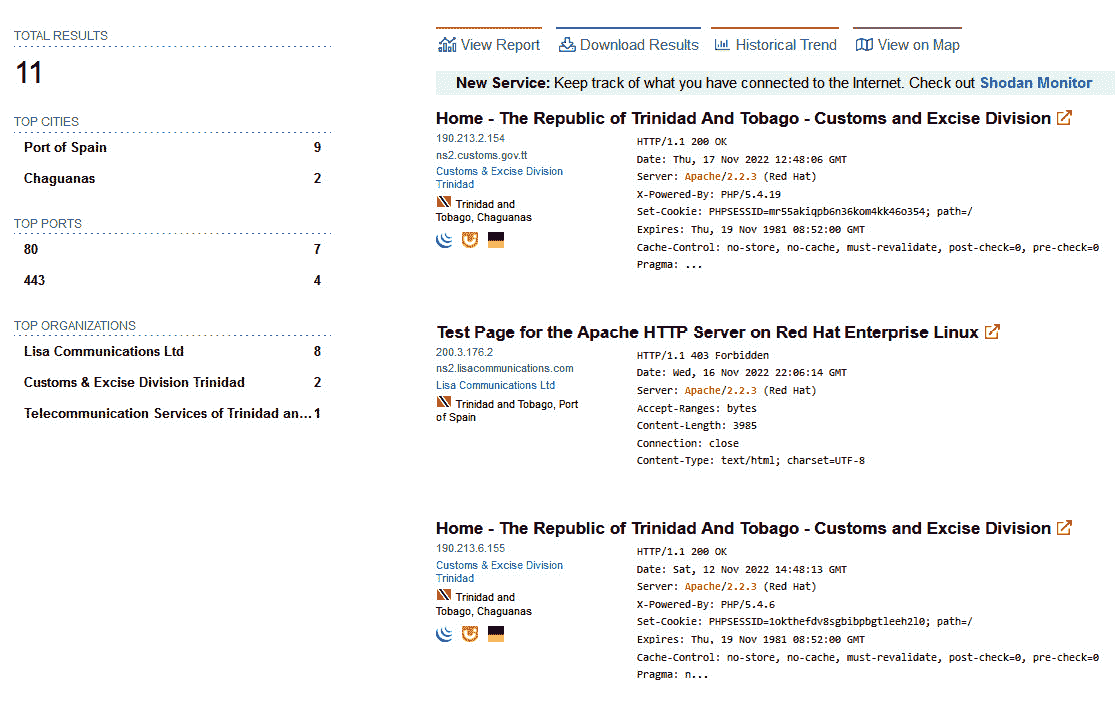 TOTAL RESULTS
11
TOP CITIES
Port of Spain 9
Chaguanas 2
TOP PORTS
80 7
443 4
TOP ORGANIZATIONS
Lisa Communications Ltd 8
Customs & Excise Division Trinidad 2
Telecommunication Services of Trinidad an... 1
View Report Download Results Historical Trend View on Map
New Service: Keep track of what you have connected to the Internet. Check out Shodan Monitor
Home - The Republic of Trinidad And Tobago - Customs and Excise Division
190.213.2.154
ns2.customs.gov.tt
Customs & Excise Division
Trinidad
Trinidad and
Tobago, Chaguanas
HTTP/1.1 200 OK
Date: Thu, 17 Nov 2022 12:48:06 GMT
Server: Apache/2.2.3 (Red Hat)
X-Powered-By: PHP/5.4.19
Set-Cookie: PHPSESSID=mr55akiqpb6n36kom4kk46o354; path=/
Expires: Thu, 19 Nov 1981 08:52:00 GMT
Cache-Control: no-store, no-cache, must-revalidate, post-check=0, pre-check=0
Pragma: ...
Test Page for the Apache HTTP Server on Red Hat Enterprise Linux
200.3.176.2
ns2.lisacommunications.com
Lisa Communications Ltd
Trinidad and Tobago, Port
of Spain
HTTP/1.1 403 Forbidden
Date: Wed, 16 Nov 2022 22:06:14 GMT
Server: Apache/2.2.3 (Red Hat)
Accept-Ranges: bytes
Content-Length: 3985
Connection: close
Content-Type: text/html; charset=UTF-8
Home - The Republic of Trinidad And Tobago - Customs and Excise Division
190.213.6.155
Customs & Excise Division
Trinidad
Trinidad and
Tobago, Chaguanas
HTTP/1.1 200 OK
Date: Sat, 12 Nov 2022 14:48:13 GMT
Server: Apache/2.2.3 (Red Hat)
X-Powered-By: PHP/5.4.6
Set-Cookie: PHPSESSID=1okthefdv8sgbibpbgtleeh2l0; path=/
Expires: Thu, 19 Nov 1981 08:52:00 GMT
Cache-Control: no-store, no-cache, must-revalidate, post-check=0, pre-check=0
Pragma: n...